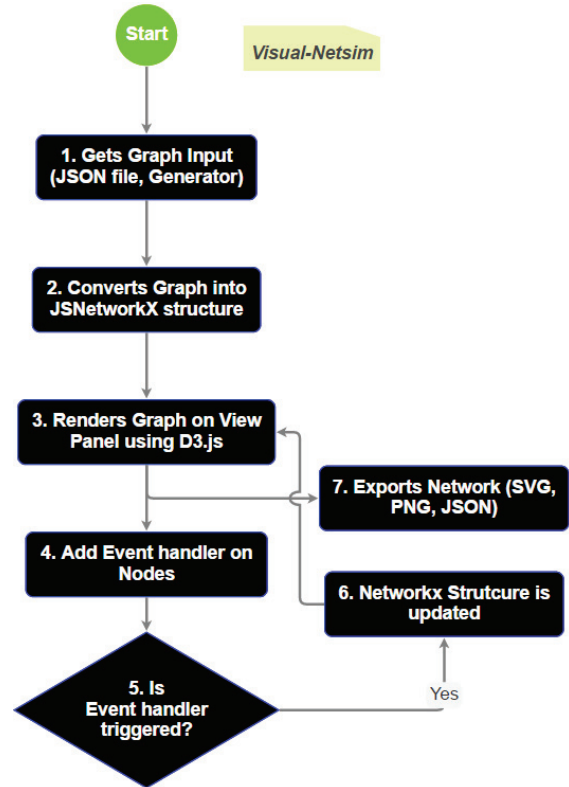 Start
Visual-Netsim
1. Gets Graph Input
(JSON file, Generator)
2. Converts Graph into
JSNetworkX structure
3. Renders Graph on View
Panel using D3.js
7. Exports Network (SVG,
PNG, JSON)
4. Add Event handler on
Nodes
6. Networkx Strutcure is
updated
5. Is
Event handler
triggered?
Yes